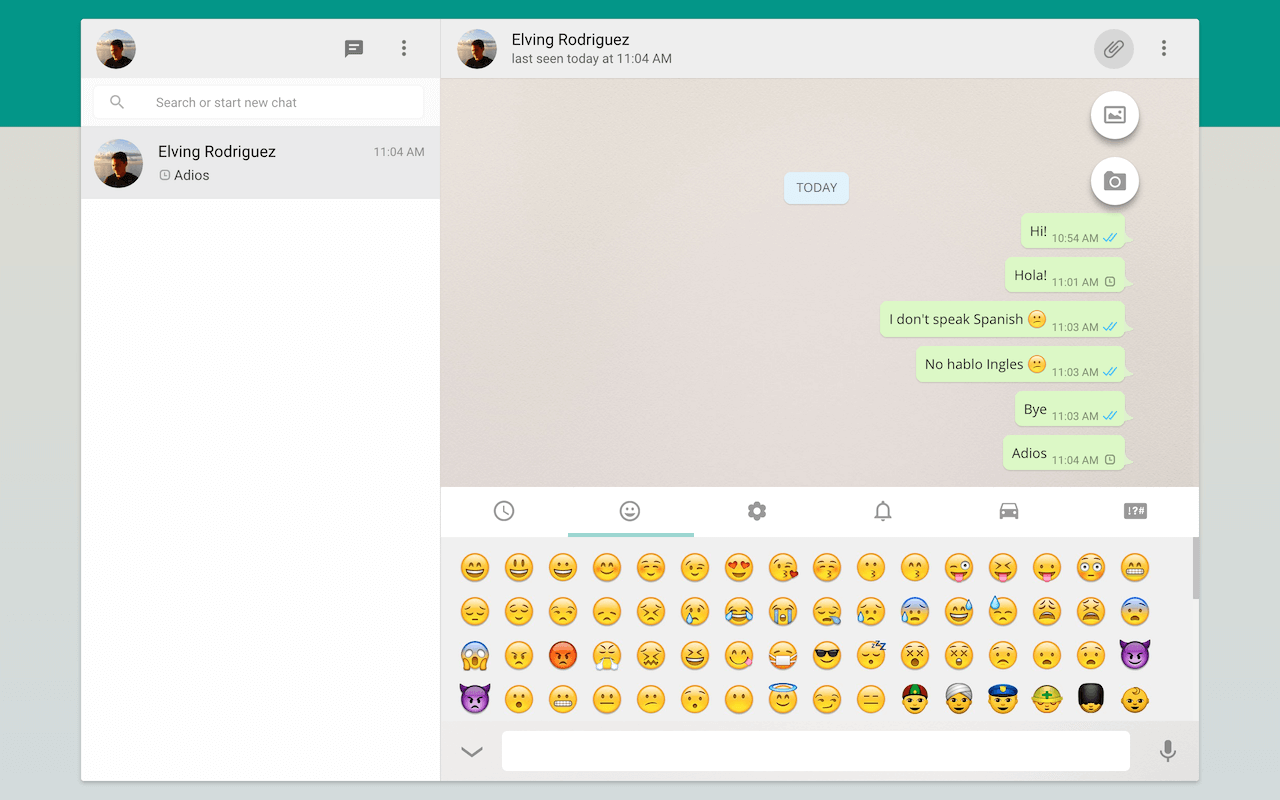 Search or start new chat
Elving Rodriguez
11:04 AM
Adios
Elving Rodriguez
last seen today at 11:04 AM
TODAY
Hi! 10:54 AM
Hola! 11:01 AM
I don't speak Spanish 😕 11:03 AM
No hablo Ingles 😕 11:03 AM
Bye 11:03 AM
Adios 11:04 AM
!?#